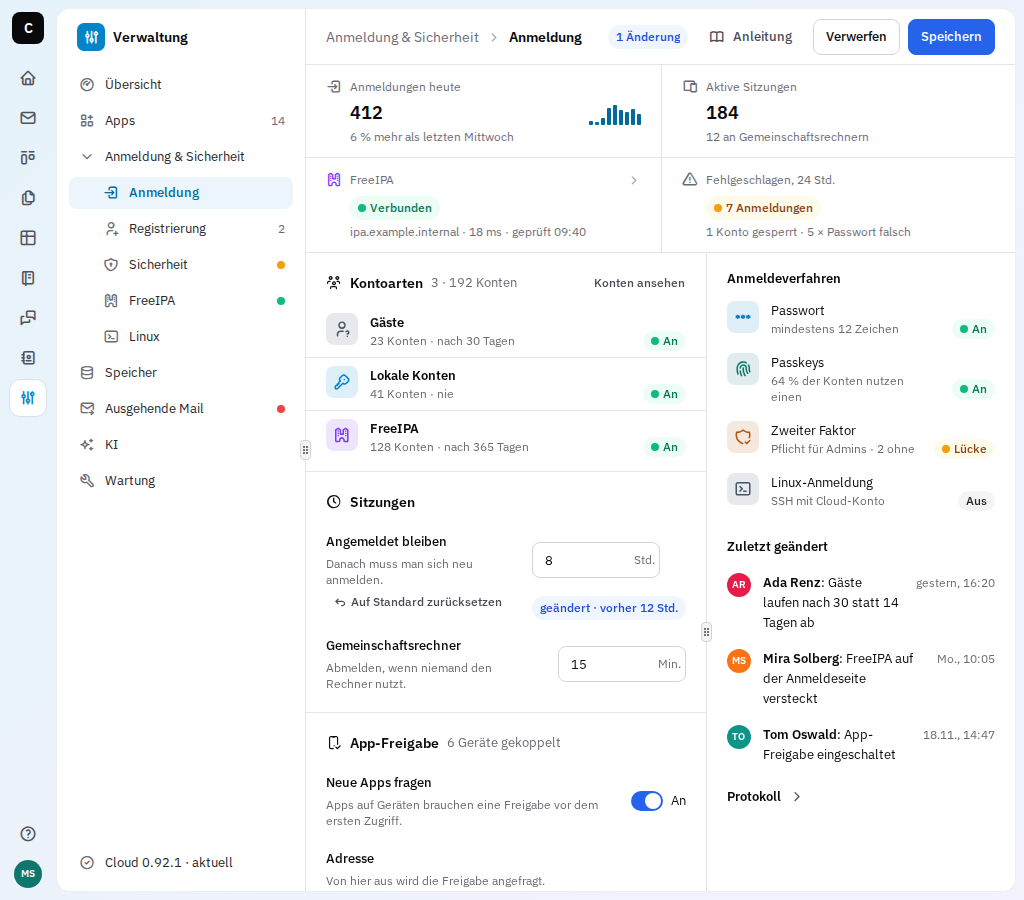 C
Verwaltung
Übersicht
Apps 14
Anmeldung & Sicherheit
Anmeldung
Registrierung 2
Sicherheit
FreeIPA
Linux
Speicher
Ausgehende Mail
KI
Wartung
Cloud 0.92.1 · aktuell
MS
Anmeldung & Sicherheit > Anmeldung
1 Änderung
Anleitung
Verwerfen
Speichern
Anmeldungen heute
412
6 % mehr als letzten Mittwoch
Aktive Sitzungen
184
12 an Gemeinschaftsrechnern
FreeIPA
Verbunden
ipa.example.internal · 18 ms · geprüft 09:40
Fehlgeschlagen, 24 Std.
7 Anmeldungen
1 Konto gesperrt · 5 × Passwort falsch
Kontoarten 3 · 192 Konten
Konten ansehen
Gäste
23 Konten · nach 30 Tagen
An
Lokale Konten
41 Konten · nie
An
FreeIPA
128 Konten · nach 365 Tagen
An
Sitzungen
Angemeldet bleiben
Danach muss man sich neu
anmelden.
Auf Standard zurücksetzen
8 Std.
geändert · vorher 12 Std.
Gemeinschaftsrechner
Abmelden, wenn niemand den
Rechner nutzt.
15 Min.
App-Freigabe 6 Geräte gekoppelt
Neue Apps fragen
Apps auf Geräten brauchen eine Freigabe vor dem
ersten Zugriff.
An
Adresse
Von hier aus wird die Freigabe angefragt.
Anmeldeverfahren
Passwort
mindestens 12 Zeichen
An
Passkeys
64 % der Konten nutzen
einen
An
Zweiter Faktor
Pflicht für Admins · 2 ohne
Lücke
Linux-Anmeldung
SSH mit Cloud-Konto
Aus
Zuletzt geändert
AR
Ada Renz: Gäste
laufen nach 30 statt 14
Tagen ab
gestern, 16:20
MS
Mira Solberg: FreeIPA auf
der Anmeldeseite
versteckt
Mo., 10:05
TO
Tom Oswald: App-
Freigabe eingeschaltet
18.11., 14:47
Protokoll